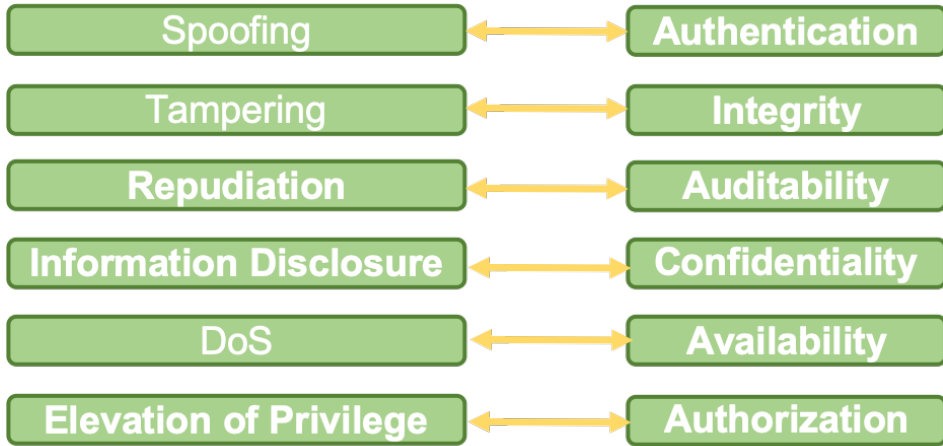 Spoofing Authentication
Tampering Integrity
Repudiation Auditability
Information Disclosure Confidentiality
DoS Availability
Elevation of Privilege Authorization